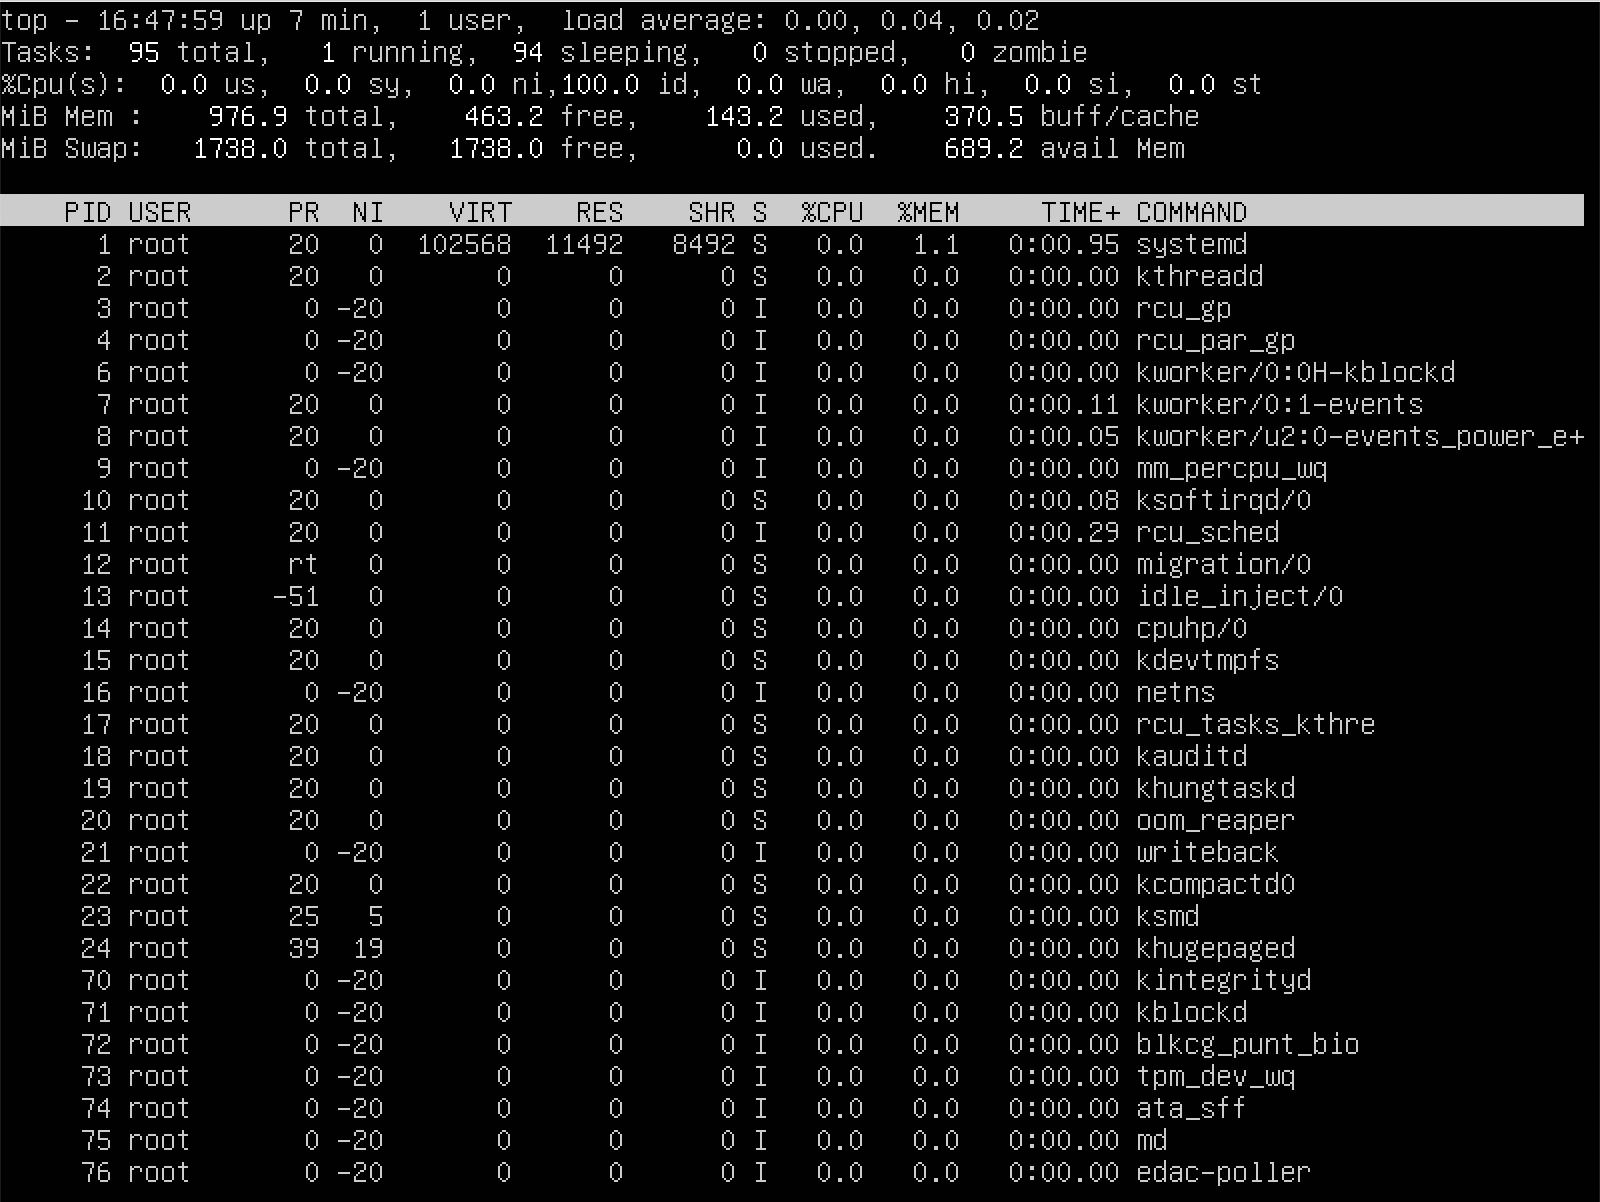 top - 16:47:59 up 7 min,  1 user,  load average: 0.00, 0.04, 0.02
Tasks:  95 total,   1 running,  94 sleeping,   0 stopped,   0 zombie
%Cpu(s):  0.0 us,  0.0 sy,  0.0 ni,100.0 id,  0.0 wa,  0.0 hi,  0.0 si,  0.0 st
MiB Mem :    976.9 total,    463.2 free,    143.2 used,    370.5 buff/cache
MiB Swap:   1738.0 total,   1738.0 free,      0.0 used.    689.2 avail Mem
PID USER      PR  NI    VIRT    RES    SHR S  %CPU  %MEM     TIME+ COMMAND
1 root      20   0  102568  11492   8492 S   0.0   1.1   0:00.95 systemd
2 root      20   0       0      0      0 S   0.0   0.0   0:00.00 kthreadd
3 root       0 -20       0      0      0 I   0.0   0.0   0:00.00 rcu_gp
4 root       0 -20       0      0      0 I   0.0   0.0   0:00.00 rcu_par_gp
6 root       0 -20       0      0      0 I   0.0   0.0   0:00.00 kworker/0:0H-kblockd
7 root      20   0       0      0      0 I   0.0   0.0   0:00.11 kworker/0:1-events
8 root      20   0       0      0      0 I   0.0   0.0   0:00.05 kworker/u2:0-events_power_e+
9 root       0 -20       0      0      0 I   0.0   0.0   0:00.00 mm_percpu_wq
10 root      20   0       0      0      0 S   0.0   0.0   0:00.08 ksoftirqd/0
11 root      20   0       0      0      0 I   0.0   0.0   0:00.29 rcu_sched
12 root      rt   0       0      0      0 S   0.0   0.0   0:00.00 migration/0
13 root     -51   0       0      0      0 S   0.0   0.0   0:00.00 idle_inject/0
14 root      20   0       0      0      0 S   0.0   0.0   0:00.00 cpuhp/0
15 root      20   0       0      0      0 S   0.0   0.0   0:00.00 kdevtmpfs
16 root       0 -20       0      0      0 I   0.0   0.0   0:00.00 netns
17 root      20   0       0      0      0 S   0.0   0.0   0:00.00 rcu_tasks_kthre
18 root      20   0       0      0      0 S   0.0   0.0   0:00.00 kauditd
19 root      20   0       0      0      0 S   0.0   0.0   0:00.00 khungtaskd
20 root      20   0       0      0      0 S   0.0   0.0   0:00.00 oom_reaper
21 root       0 -20       0      0      0 I   0.0   0.0   0:00.00 writeback
22 root      20   0       0      0      0 S   0.0   0.0   0:00.00 kcompactd0
23 root      25   5       0      0      0 S   0.0   0.0   0:00.00 ksmd
24 root      39  19       0      0      0 S   0.0   0.0   0:00.00 khugepaged
70 root       0 -20       0      0      0 I   0.0   0.0   0:00.00 kintegrityd
71 root       0 -20       0      0      0 I   0.0   0.0   0:00.00 kblockd
72 root       0 -20       0      0      0 I   0.0   0.0   0:00.00 blkcg_punt_bio
73 root       0 -20       0      0      0 I   0.0   0.0   0:00.00 tpm_dev_wq
74 root       0 -20       0      0      0 I   0.0   0.0   0:00.00 ata_sff
75 root       0 -20       0      0      0 I   0.0   0.0   0:00.00 md
76 root       0 -20       0      0      0 I   0.0   0.0   0:00.00 edac-poller